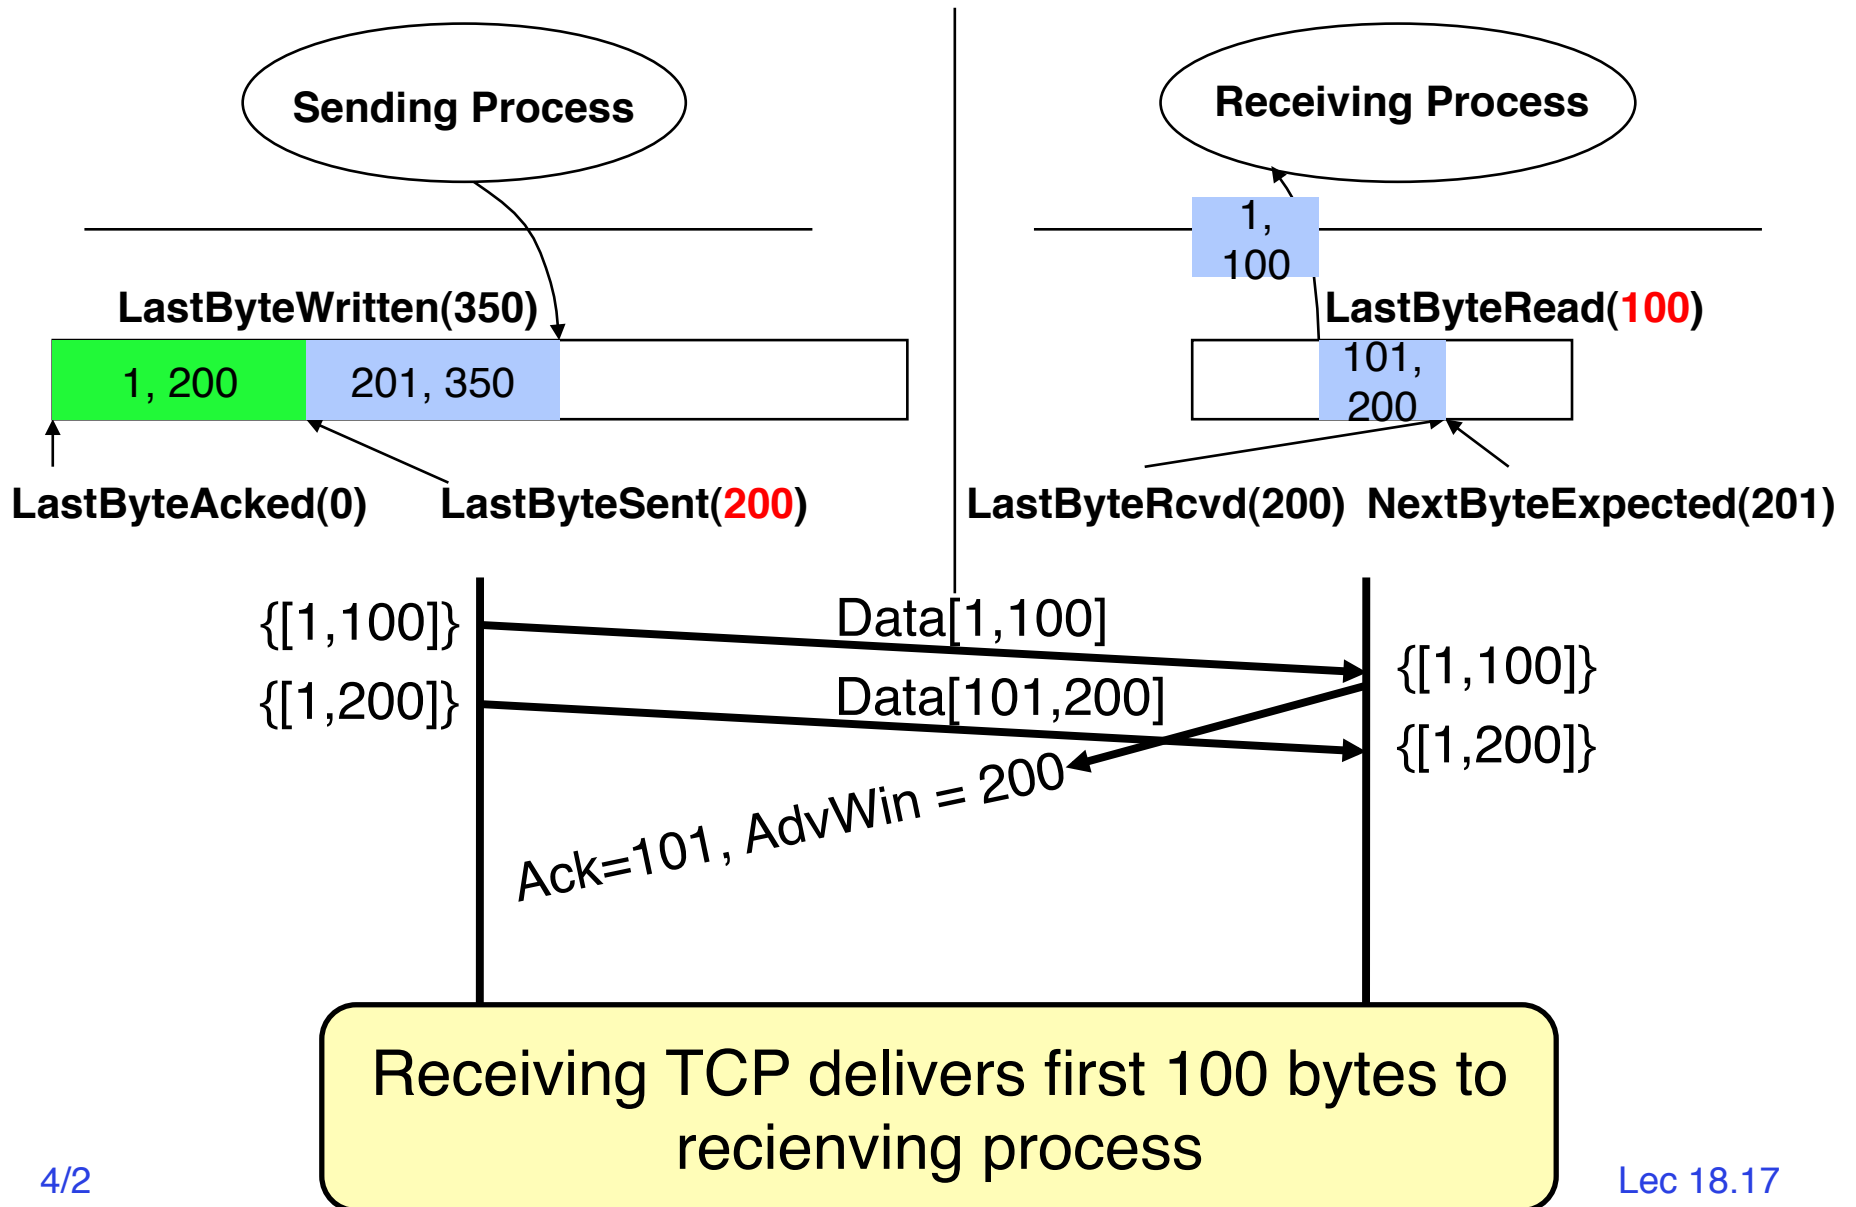 Sending Process
Receiving Process
1,
100
LastByteWritten(350)
LastByteRead(100)
1, 200
201, 350
101,
200
LastByteAcked(0)
LastByteSent(200)
LastByteRcvd(200)
NextByteExpected(201)
{[1,100]}
Data[1,100]
{[1,100]}
{[1,200]}
Data[101,200]
{[1,200]}
Ack=101, AdvWin = 200
Receiving TCP delivers first 100 bytes to
recienving process
4/2
Lec 18.17